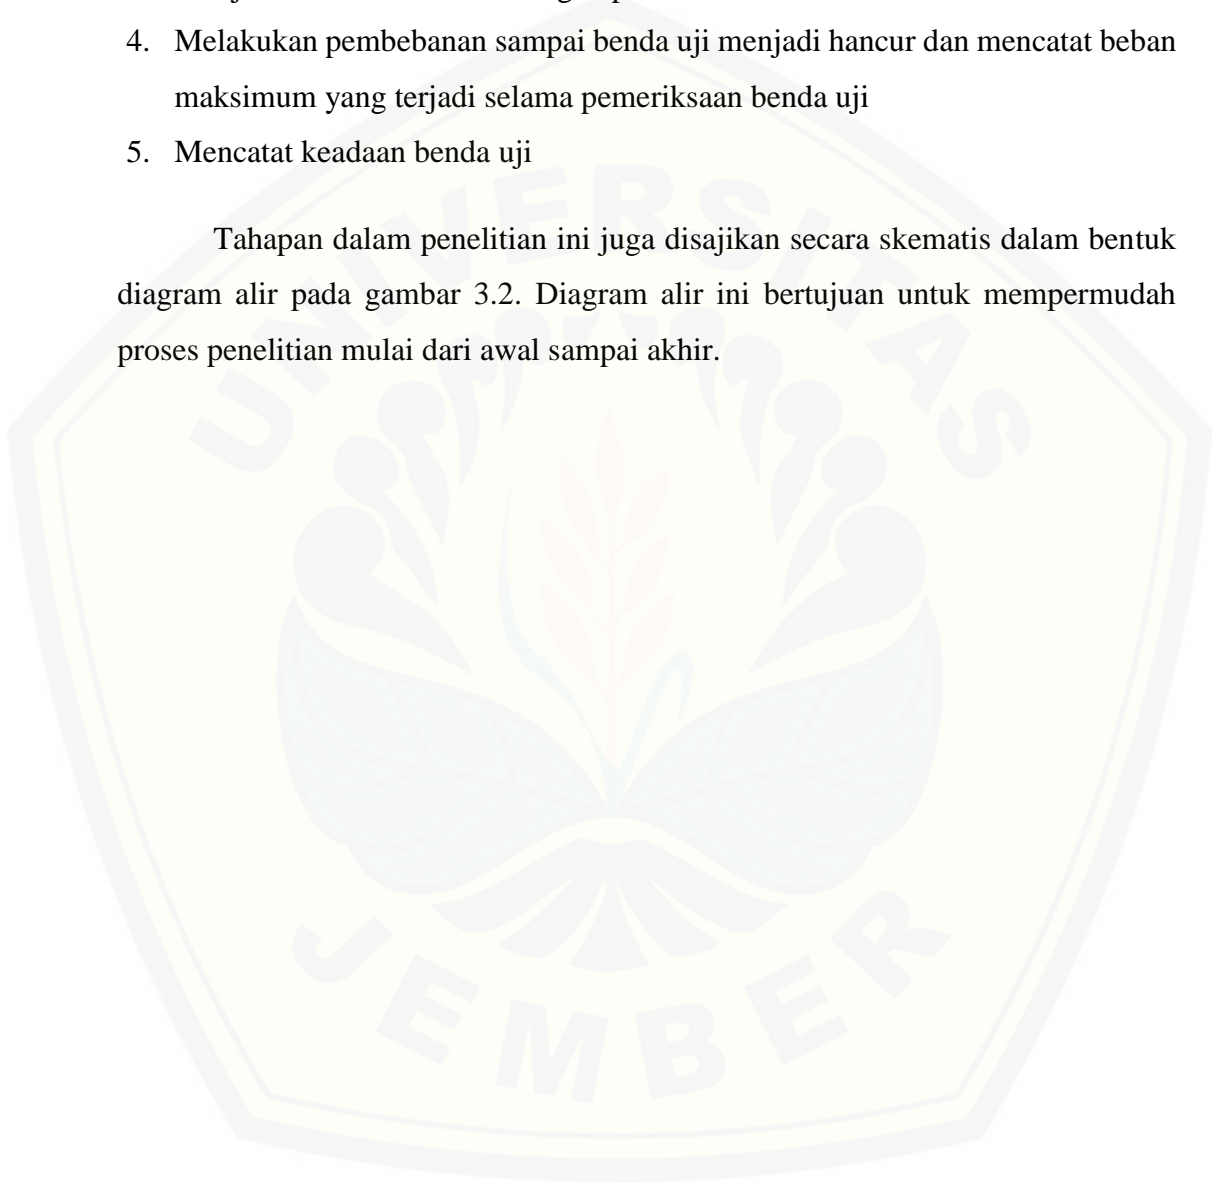 4. Melakukan pembebanan sampai benda uji menjadi hancur dan mencatat beban
maksimum yang terjadi selama pemeriksaan benda uji
5. Mencatat keadaan benda uji
Tahapan dalam penelitian ini juga disajikan secara skematis dalam bentuk
diagram alir pada gambar 3.2. Diagram alir ini bertujuan untuk mempermudah
proses penelitian mulai dari awal sampai akhir.
UNIVERSITAS
JEMBER